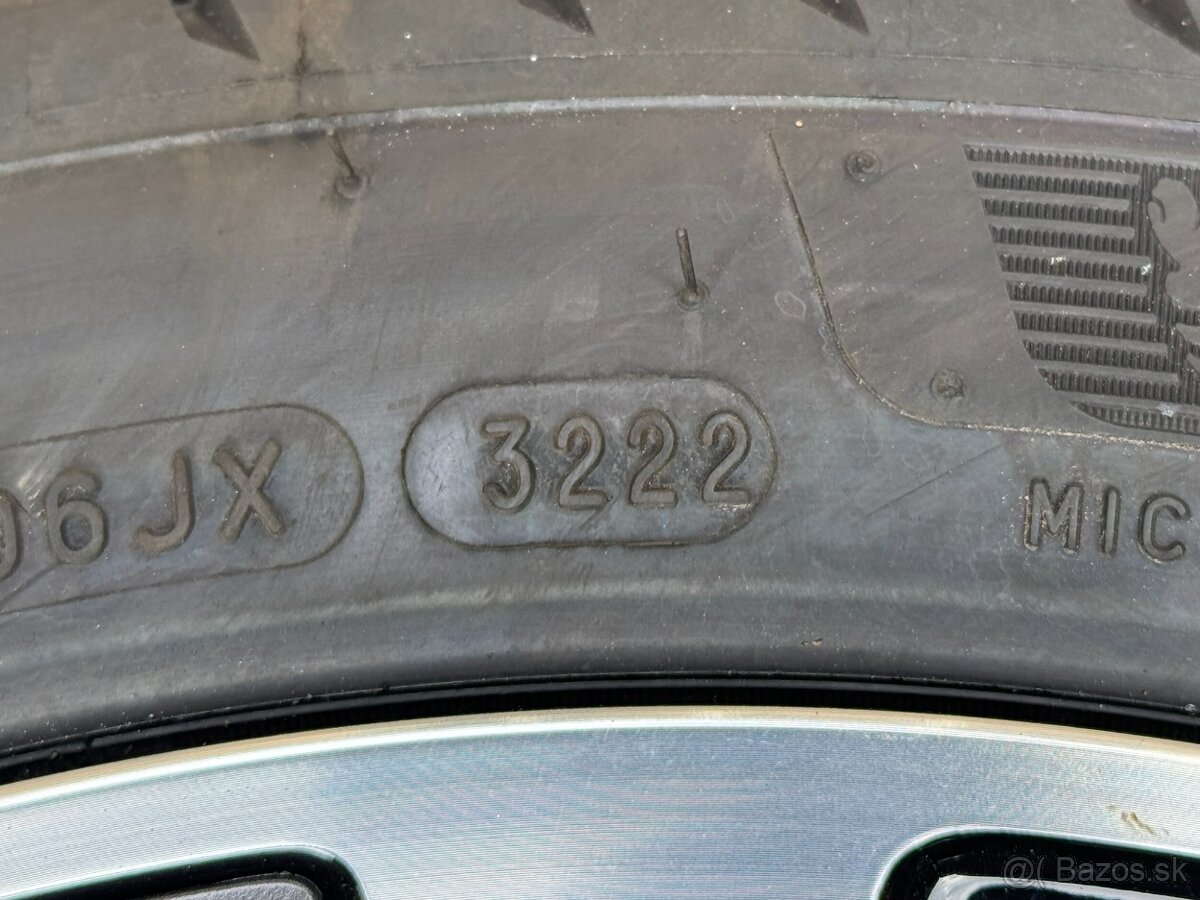 06JX 3222 MIC
@( Bazos.sk